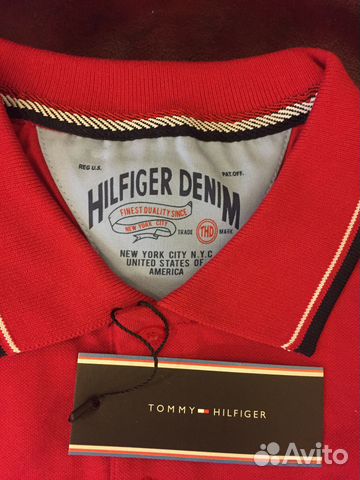 REG U.S. PAT. OFF.
HILFIGER DENIM
FINEST QUALITY SINCE
NEW YORK CITY
TRADE THD MARK
NEW YORK CITY N.Y.C
UNITED STATES OF
AMERICA
TOMMY HILFIGER
Avito